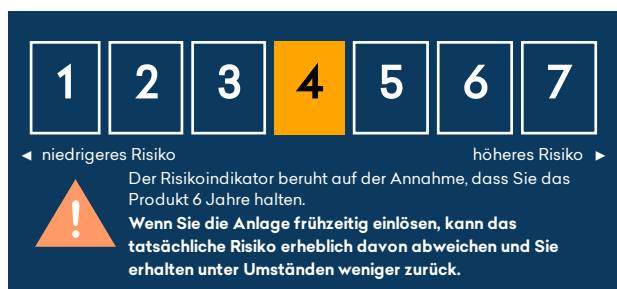 1 2 3 4 5 6 7
◄ niedrigeres Risiko höheres Risiko ►
Der Risikoindikator beruht auf der Annahme, dass Sie das
Produkt 6 Jahre halten.
Wenn Sie die Anlage frühzeitig einlösen, kann das
tatsächliche Risiko erheblich davon abweichen und Sie
erhalten unter Umständen weniger zurück.
!